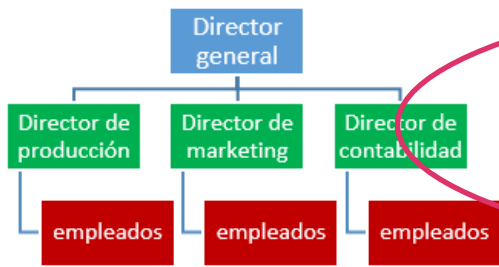 Director
general
Director de
producción
Director de
marketing
Director de
contabilidad
empleados
empleados
empleados